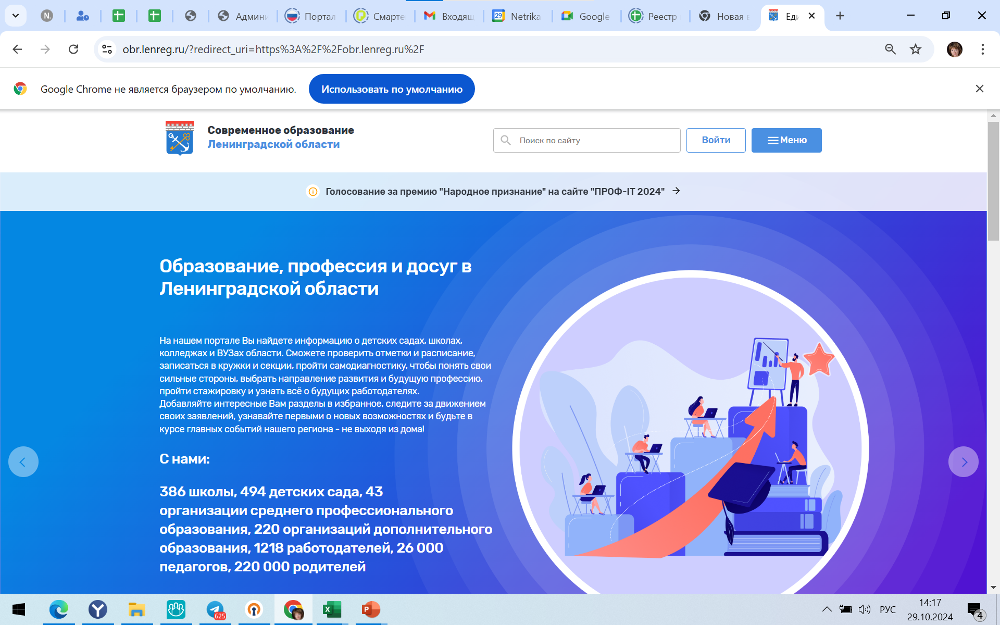 N.
Админ
Портал
Смарте
Входящ
29
Netrika
Google
Реестр
Новая в
Еди
obr.lenreg.ru/?redirect_uri=https%3A%2F%2Fobr.lenreg.ru%2F
Google Chrome не является браузером по умолчанию.
Использовать по умолчанию
Современное образование
Ленинградской области
Поиск по сайту
Войти
Меню
Голосование за премию "Народное признание" на сайте "ПРОФ-IT 2024" →
Образование, профессия и досуг в
Ленинградской области
На нашем портале Вы найдете информацию о детских садах, школах,
колледжах и ВУЗах области. Сможете проверить отметки и расписание,
записаться в кружки и секции, пройти самодиагностику, чтобы понять свои
сильные стороны, выбрать направление развития и будущую профессию,
пройти стажировку и узнать всё о будущих работодателях.
Добавляйте интересные Вам разделы в избранное, следите за движением
своих заявлений, узнавайте первыми о новых возможностях и будьте в
курсе главных событий нашего региона - не выходя из дома!
С нами:
386 школы, 494 детских сада, 43
организации среднего профессионального
образования, 220 организаций дополнительного
образования, 1218 работодателей, 26 000
педагогов, 220 000 родителей
625
РУС
14:17
29.10.2024
4